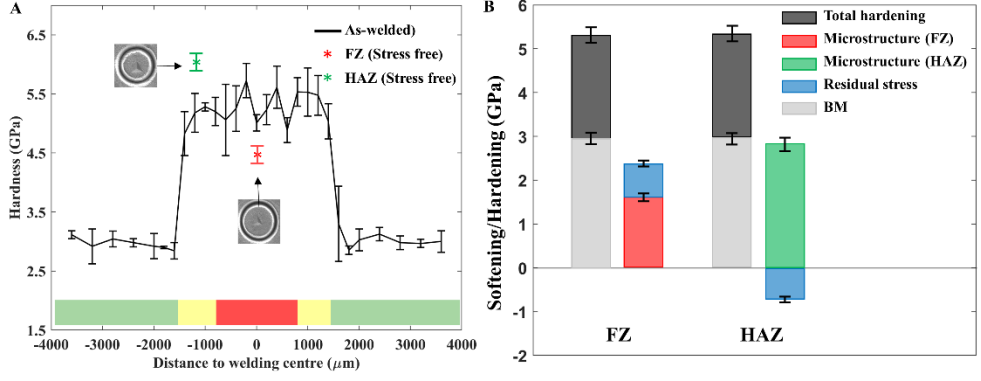 A
Hardness (GPa)
7.5
6.5
5.5
4.5
3.5
2.5
1.5
As-welded)
FZ (Stress free)
HAZ (Stress free)
-4000 -3000 -2000 -1000 0 1000 2000 3000 4000
Distance to welding centre (μm)
B
Softening/Hardening (GPa)
6
5
4
3
2
1
0
-1
-2
Total hardening
Microstructure (FZ)
Microstructure (HAZ)
Residual stress
BM
FZ HAZ